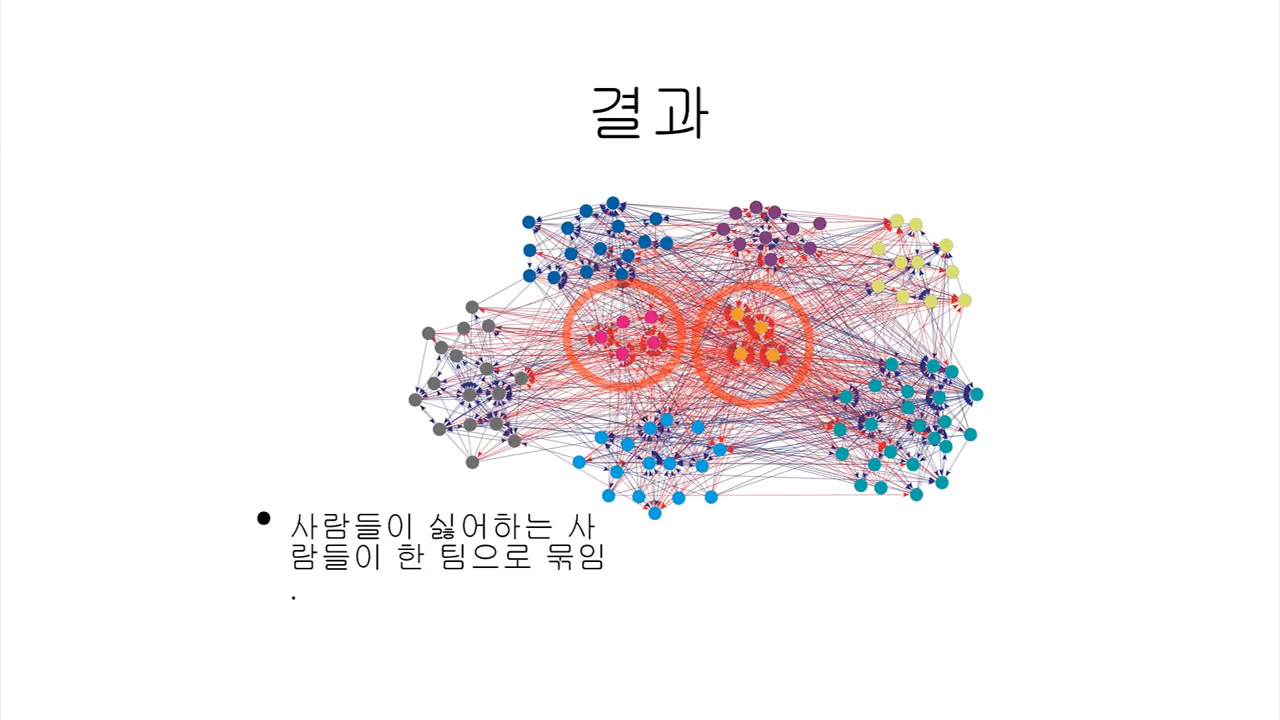 결과
• 사람들이 싫어하는 사
람들이 한 팀으로 묶임
.